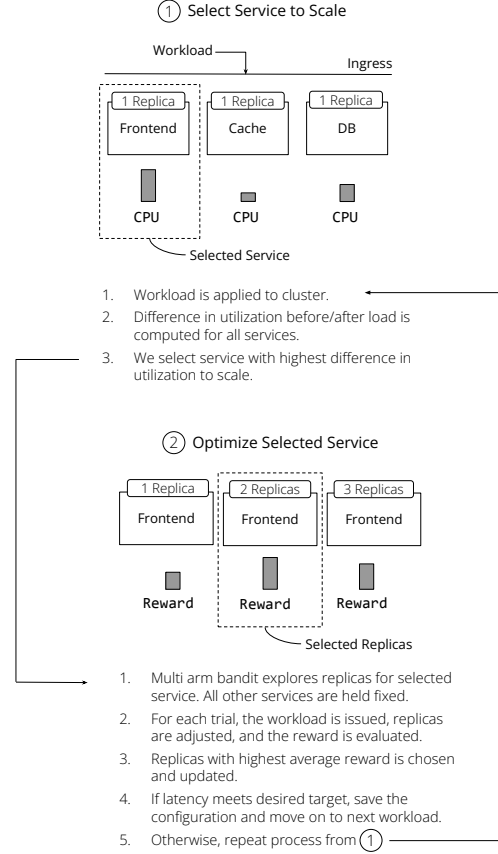 1 Select Service to Scale
Workload
Ingress
1 Replica 1 Replica 1 Replica
Frontend Cache DB
CPU CPU CPU
Selected Service
1. Workload is applied to cluster.
2. Difference in utilization before/after load is
computed for all services.
3. We select service with highest difference in
utilization to scale.
2 Optimize Selected Service
1 Replica 2 Replicas 3 Replicas
Frontend Frontend Frontend
Reward Reward Reward
Selected Replicas
1. Multi arm bandit explores replicas for selected
service. All other services are held fixed.
2. For each trial, the workload is issued, replicas
are adjusted, and the reward is evaluated.
3. Replicas with highest average reward is chosen
and updated.
4. If latency meets desired target, save the
configuration and move on to next workload.
5. Otherwise, repeat process from 1